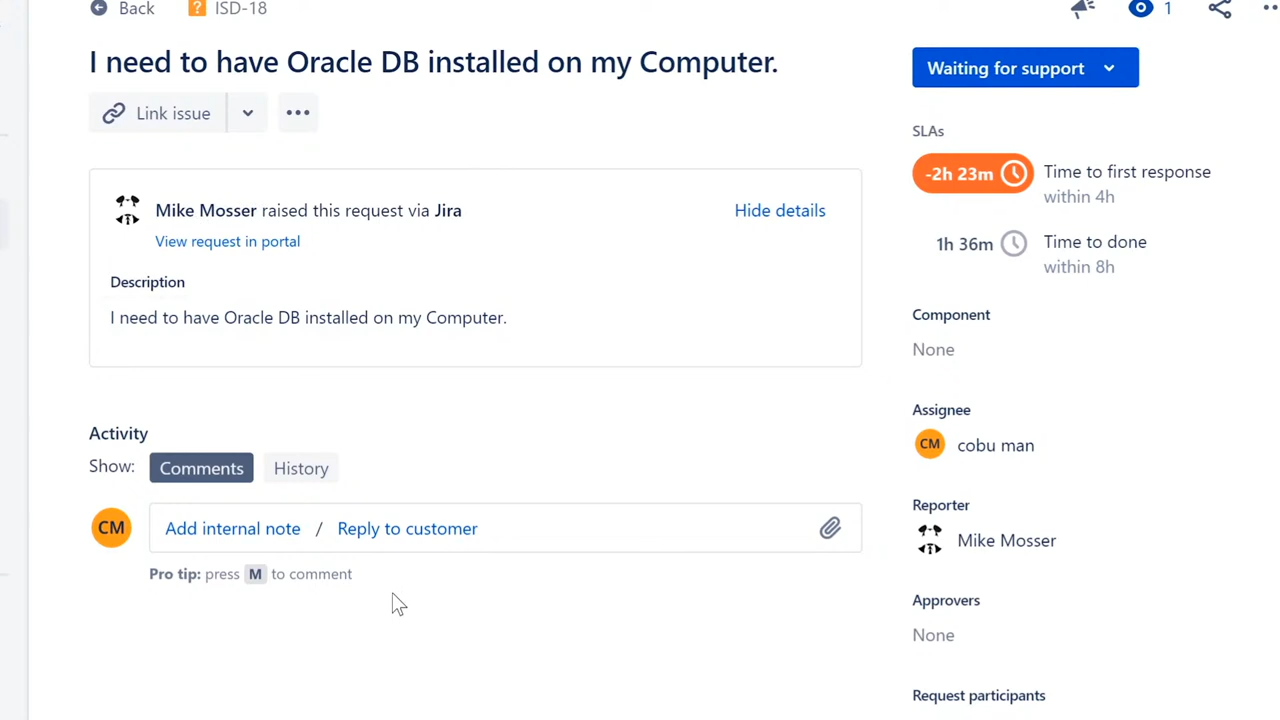 Back
ISD-18
1
I need to have Oracle DB installed on my Computer.
Waiting for support
Link issue
SLAs
-2h 23m
Time to first response
within 4h
Mike Mosser raised this request via Jira
Hide details
View request in portal
1h 36m
Time to done
within 8h
Description
I need to have Oracle DB installed on my Computer.
Component
None
Assignee
CM
cobu man
Activity
Show:
Comments
History
CM
Add internal note / Reply to customer
Pro tip: press M to comment
Reporter
Mike Mosser
Approvers
None
Request participants